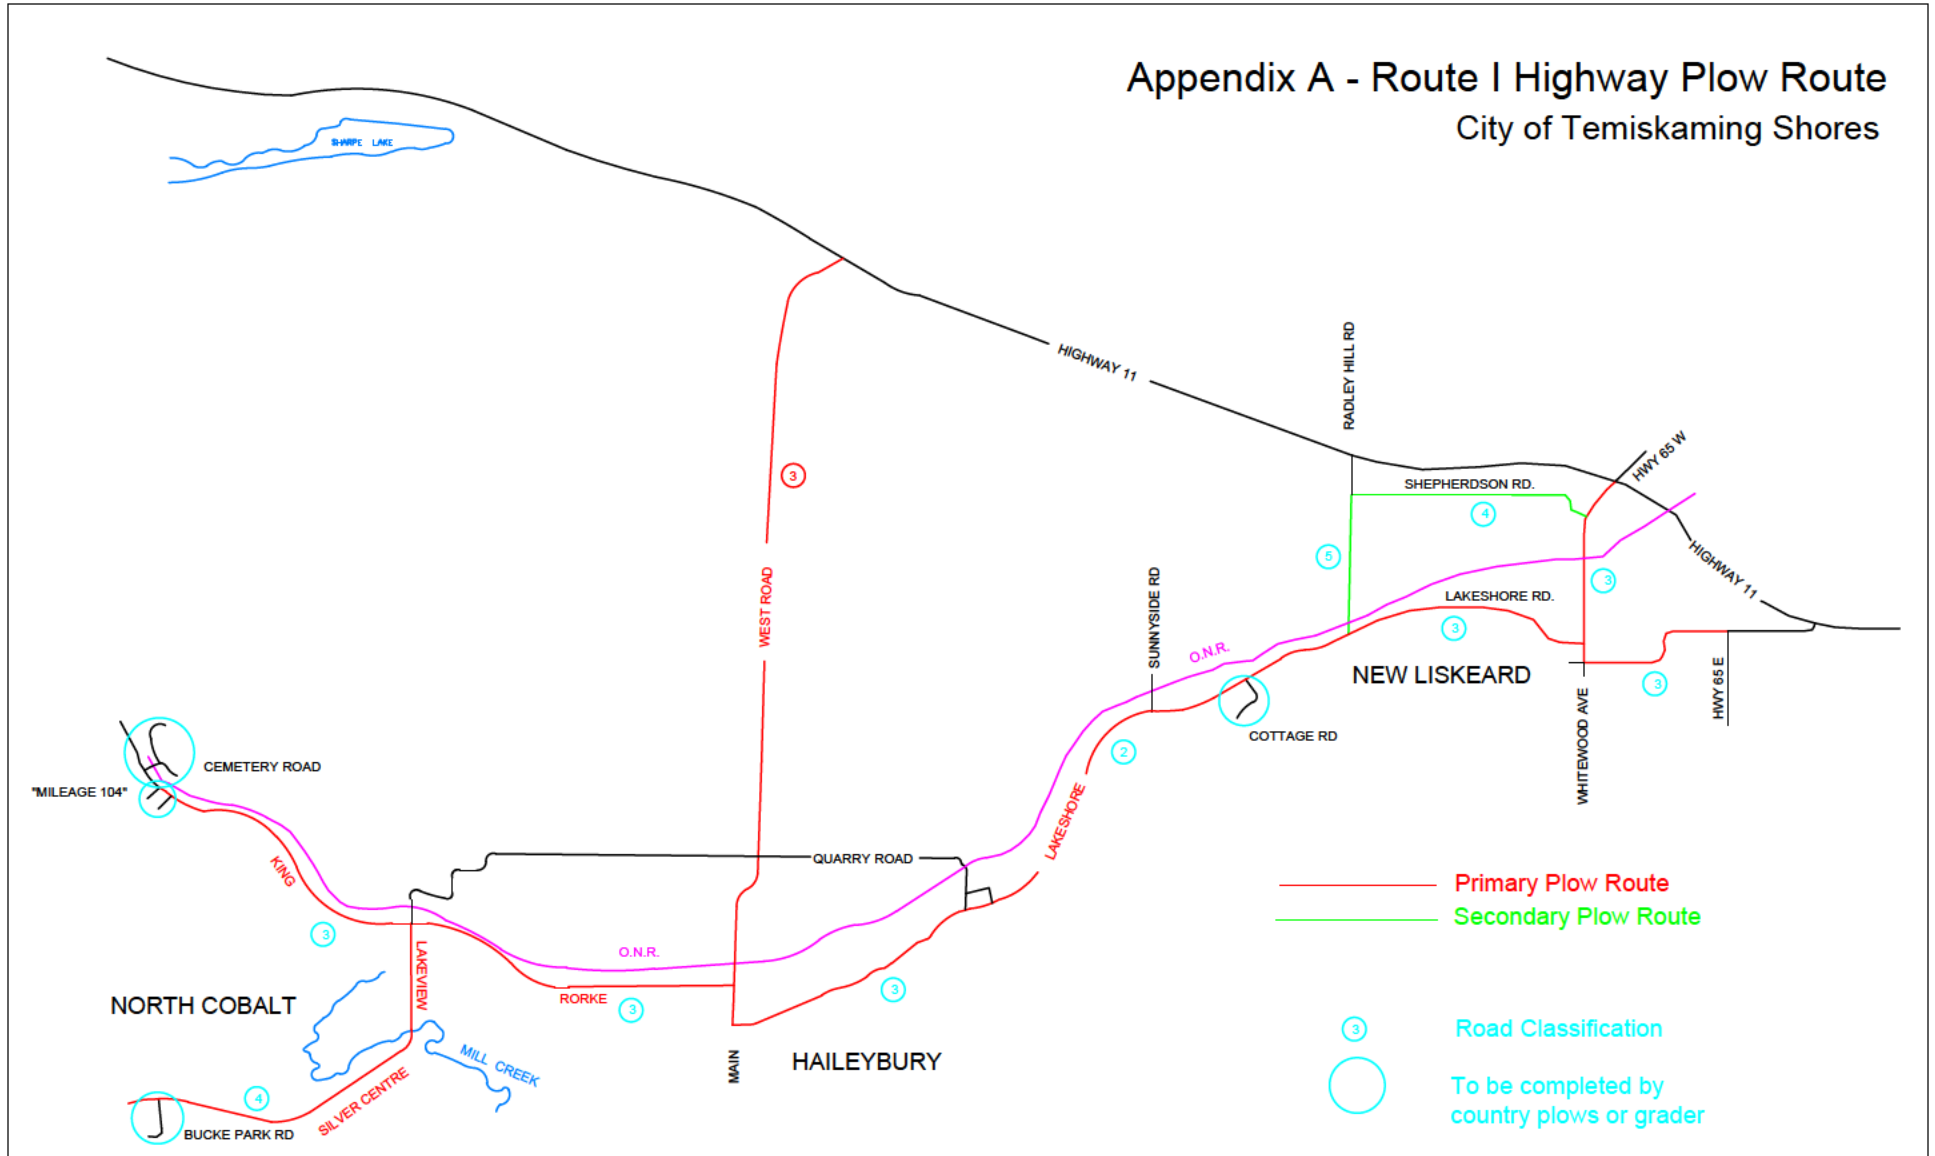 Appendix A - Route I Highway Plow Route
City of Temiskaming Shores
SHARPE LAKE
HIGHWAY 11
RADLEY HILL RD
HWY 65 W
SHEPHERDSON RD.
3
4
5
HIGHWAY 11
WEST ROAD
SUNNYSIDE RD
LAKESHORE RD.
3
3
O.N.R.
NEW LISKEARD
3
WHITEWOOD AVE
HWY 65 E
COTTAGE RD
2
CEMETERY ROAD
"MILEAGE 104"
LAKESHORE
KING
QUARRY ROAD
3
LAKEVIEW
O.N.R.
RORKE
3
3
NORTH COBALT
MAIN
HAILEYBURY
MILL CREEK
SILVER CENTRE
4
BUCKE PARK RD
Primary Plow Route
Secondary Plow Route
3
Road Classification
To be completed by
country plows or grader